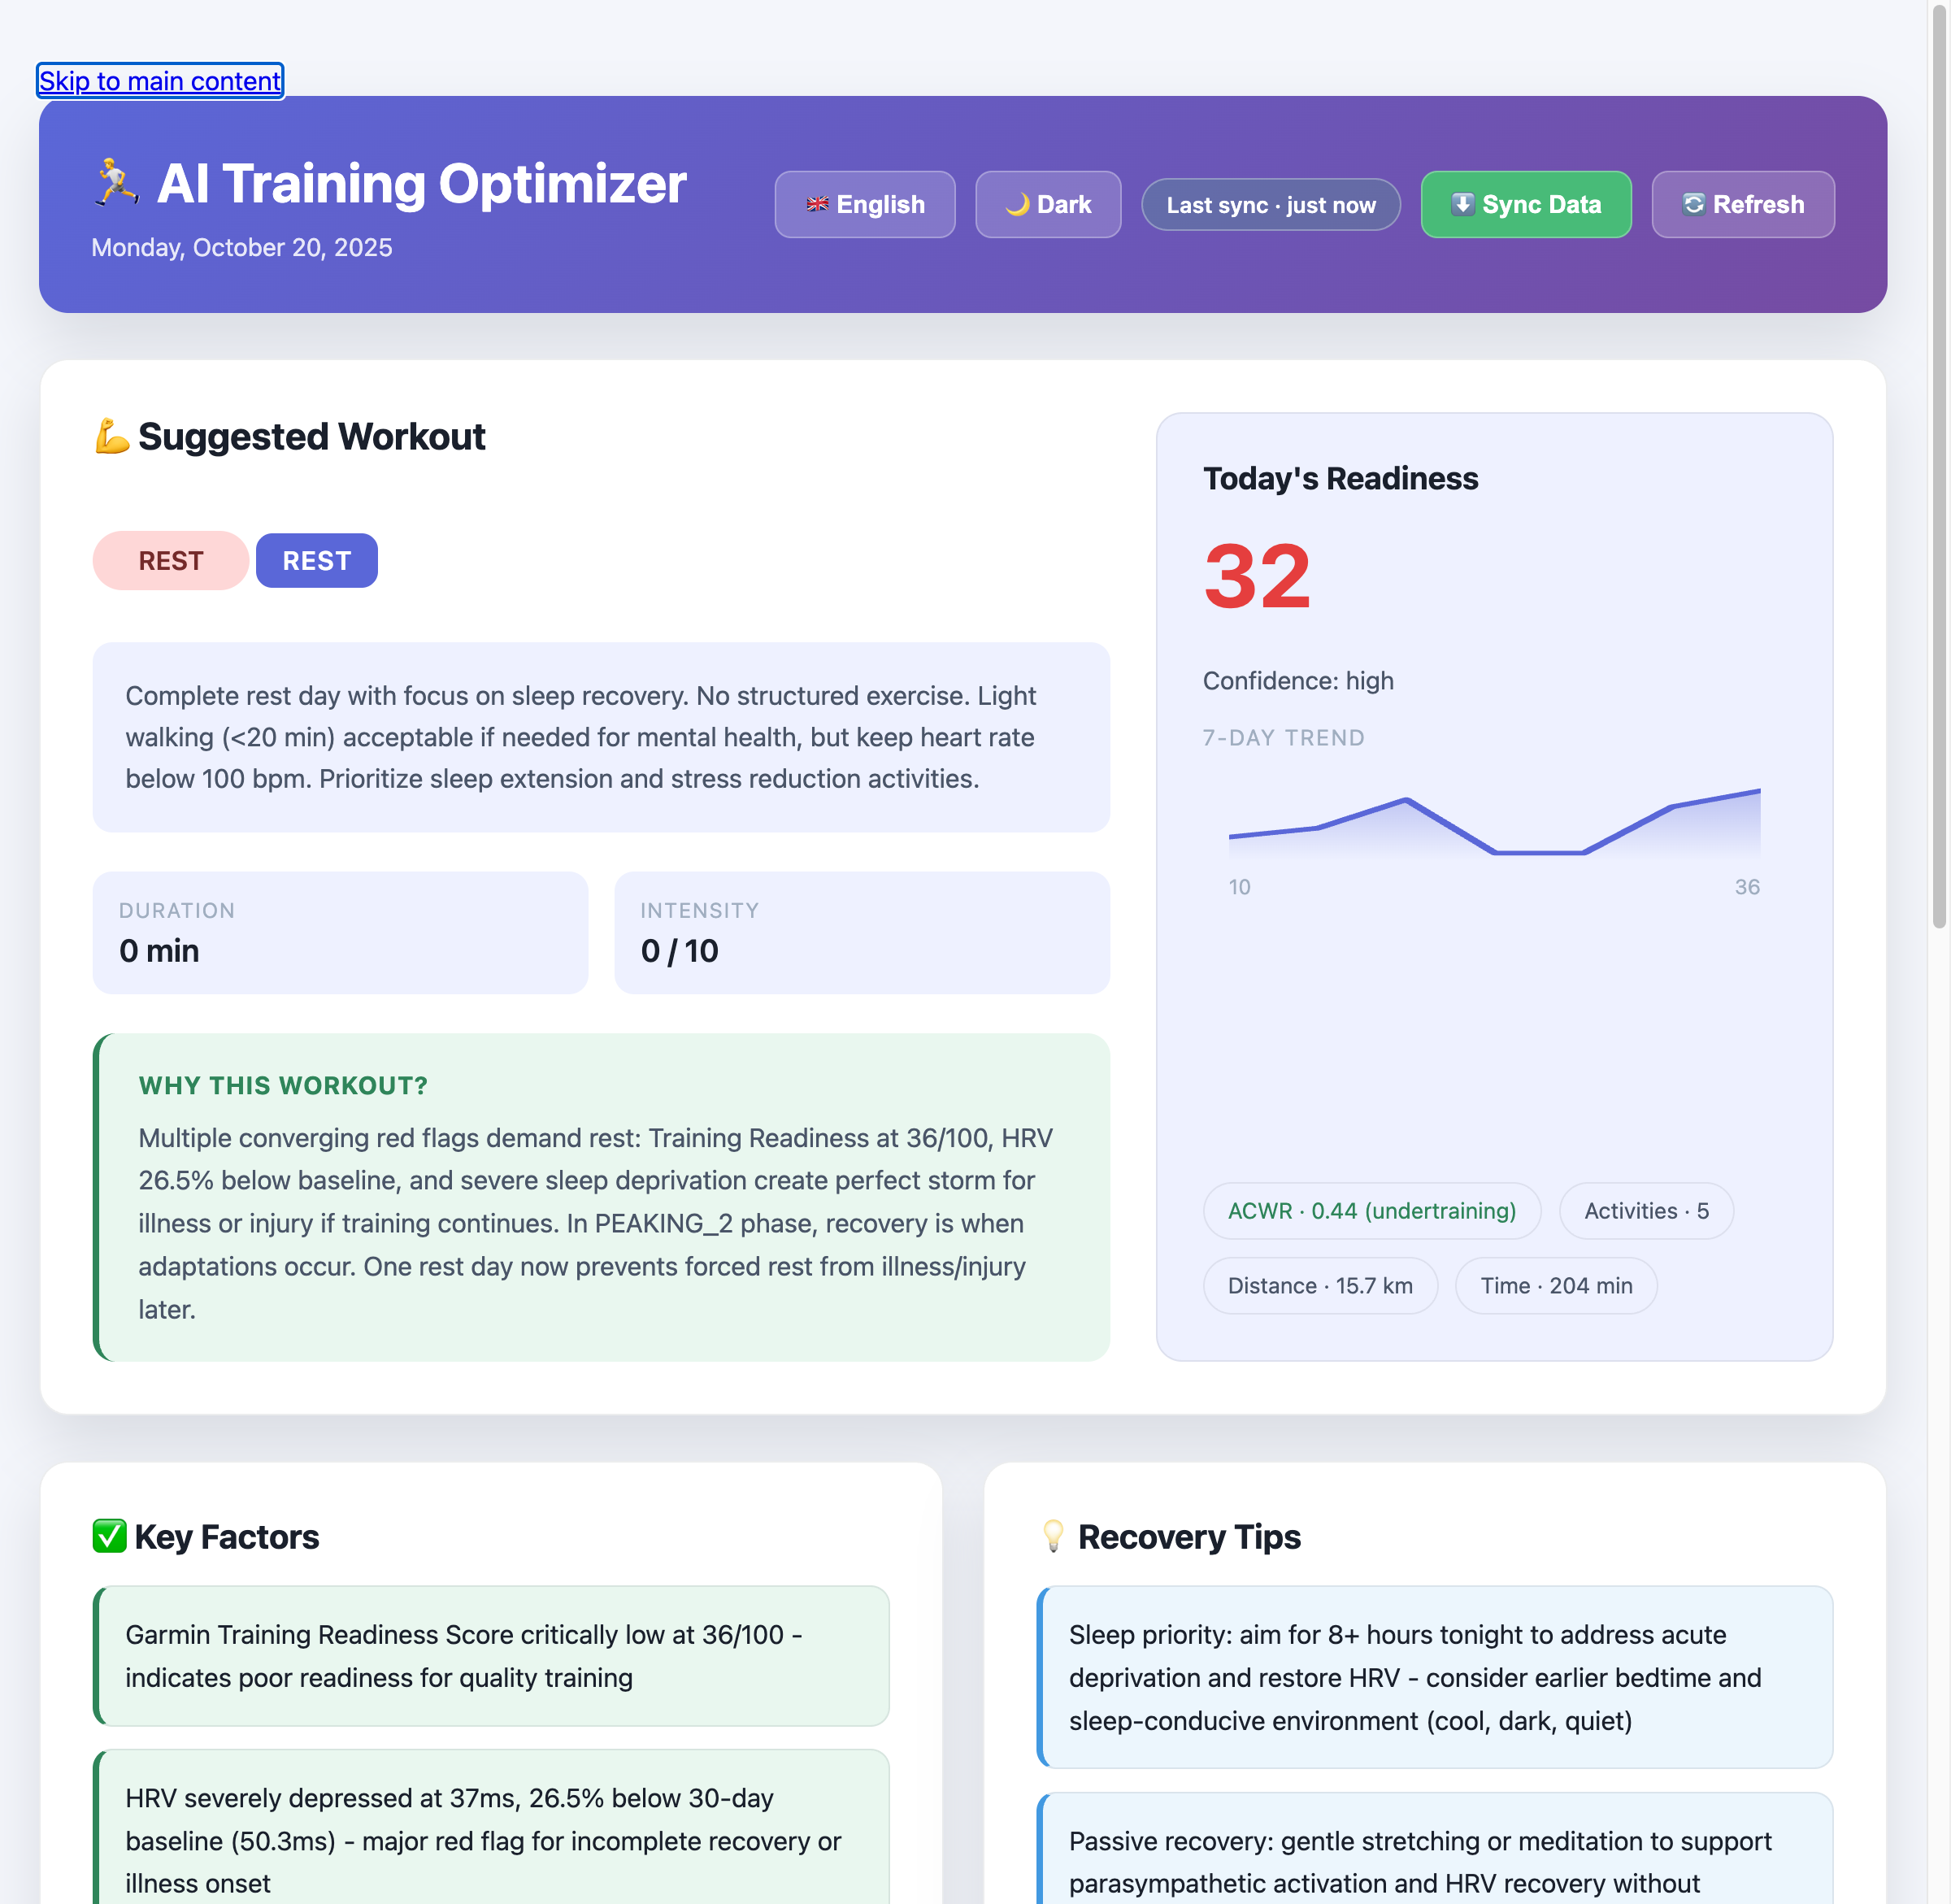 Skip to main content
AI Training Optimizer
Monday, October 20, 2025
English
Dark
Last sync · just now
Sync Data
Refresh
Suggested Workout
REST
REST
Complete rest day with focus on sleep recovery. No structured exercise. Light
walking (<20 min) acceptable if needed for mental health, but keep heart rate
below 100 bpm. Prioritize sleep extension and stress reduction activities.
DURATION
0 min
INTENSITY
0 / 10
WHY THIS WORKOUT?
Multiple converging red flags demand rest: Training Readiness at 36/100, HRV
26.5% below baseline, and severe sleep deprivation create perfect storm for
illness or injury if training continues. In PEAKING_2 phase, recovery is when
adaptations occur. One rest day now prevents forced rest from illness/injury
later.
Today's Readiness
32
Confidence: high
7-DAY TREND
10
36
ACWR · 0.44 (undertraining)
Activities · 5
Distance · 15.7 km
Time · 204 min
Key Factors
Garmin Training Readiness Score critically low at 36/100 -
indicates poor readiness for quality training
HRV severely depressed at 37ms, 26.5% below 30-day
baseline (50.3ms) - major red flag for incomplete recovery or
illness onset
Recovery Tips
Sleep priority: aim for 8+ hours tonight to address acute
deprivation and restore HRV - consider earlier bedtime and
sleep-conducive environment (cool, dark, quiet)
Passive recovery: gentle stretching or meditation to support
parasympathetic activation and HRV recovery without